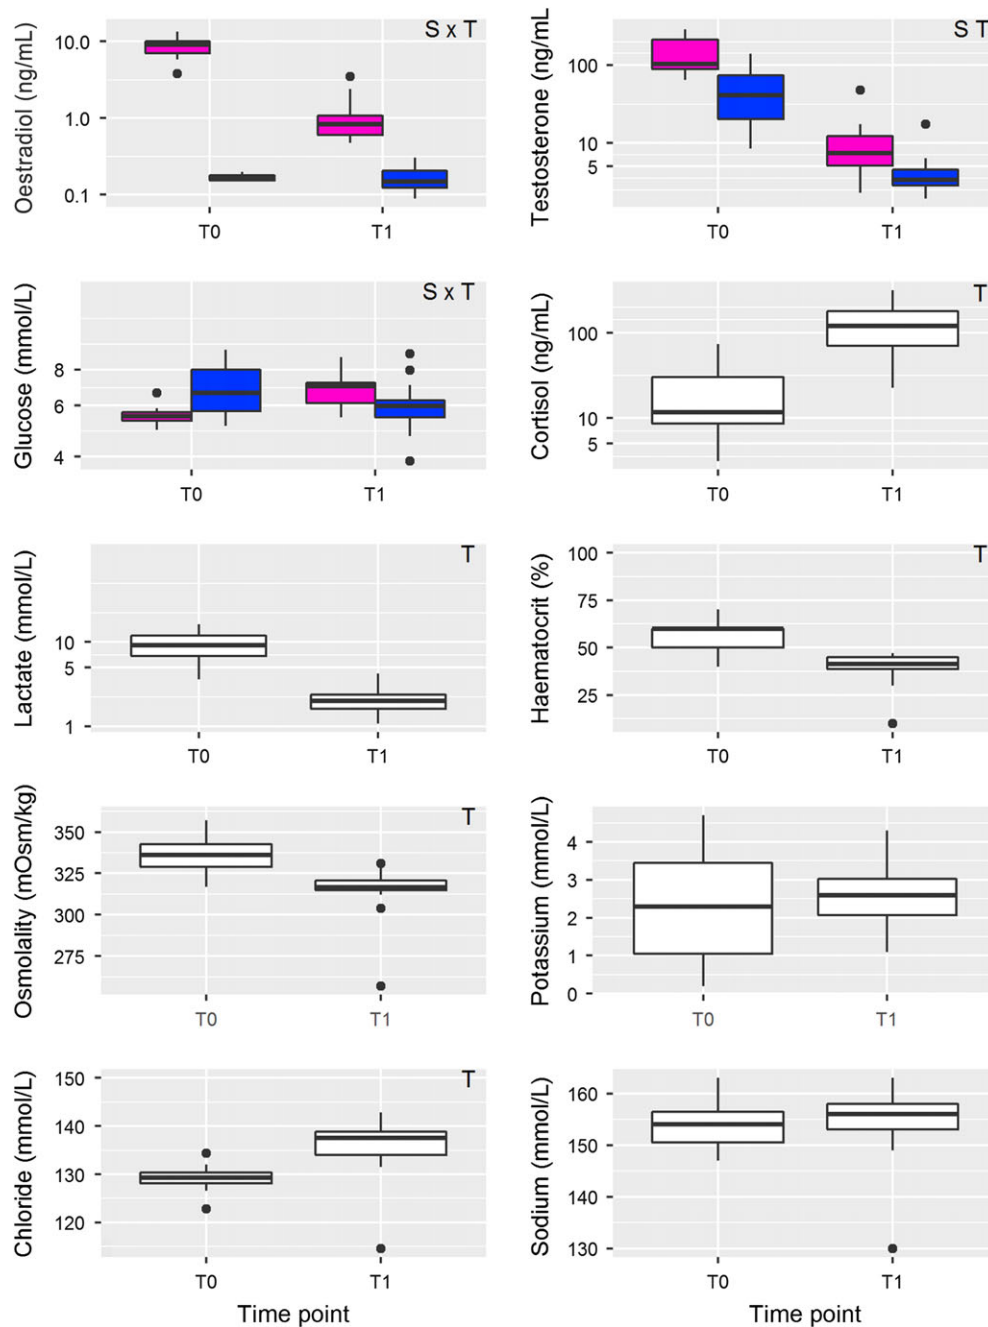 Oestradiol (ng/mL)
10.0
1.0
0.1
S x T
T0
T1
Testosterone (ng/mL
100
10
5
S T
T0
T1
Glucose (mmol/L)
8
6
4
S x T
T0
T1
Cortisol (ng/mL)
100
10
5
T
T0
T1
Lactate (mmol/L)
10
5
1
T
T0
T1
Haematocrit (%)
100
75
50
25
T
T0
T1
Osmolality (mOsm/kg)
350
325
300
275
T
T0
T1
Potassium (mmol/L)
4
3
2
1
0
T0
T1
Chloride (mmol/L)
150
140
130
120
T
T0
T1
Time point
Sodium (mmol/L)
160
150
140
130
T0
T1
Time point